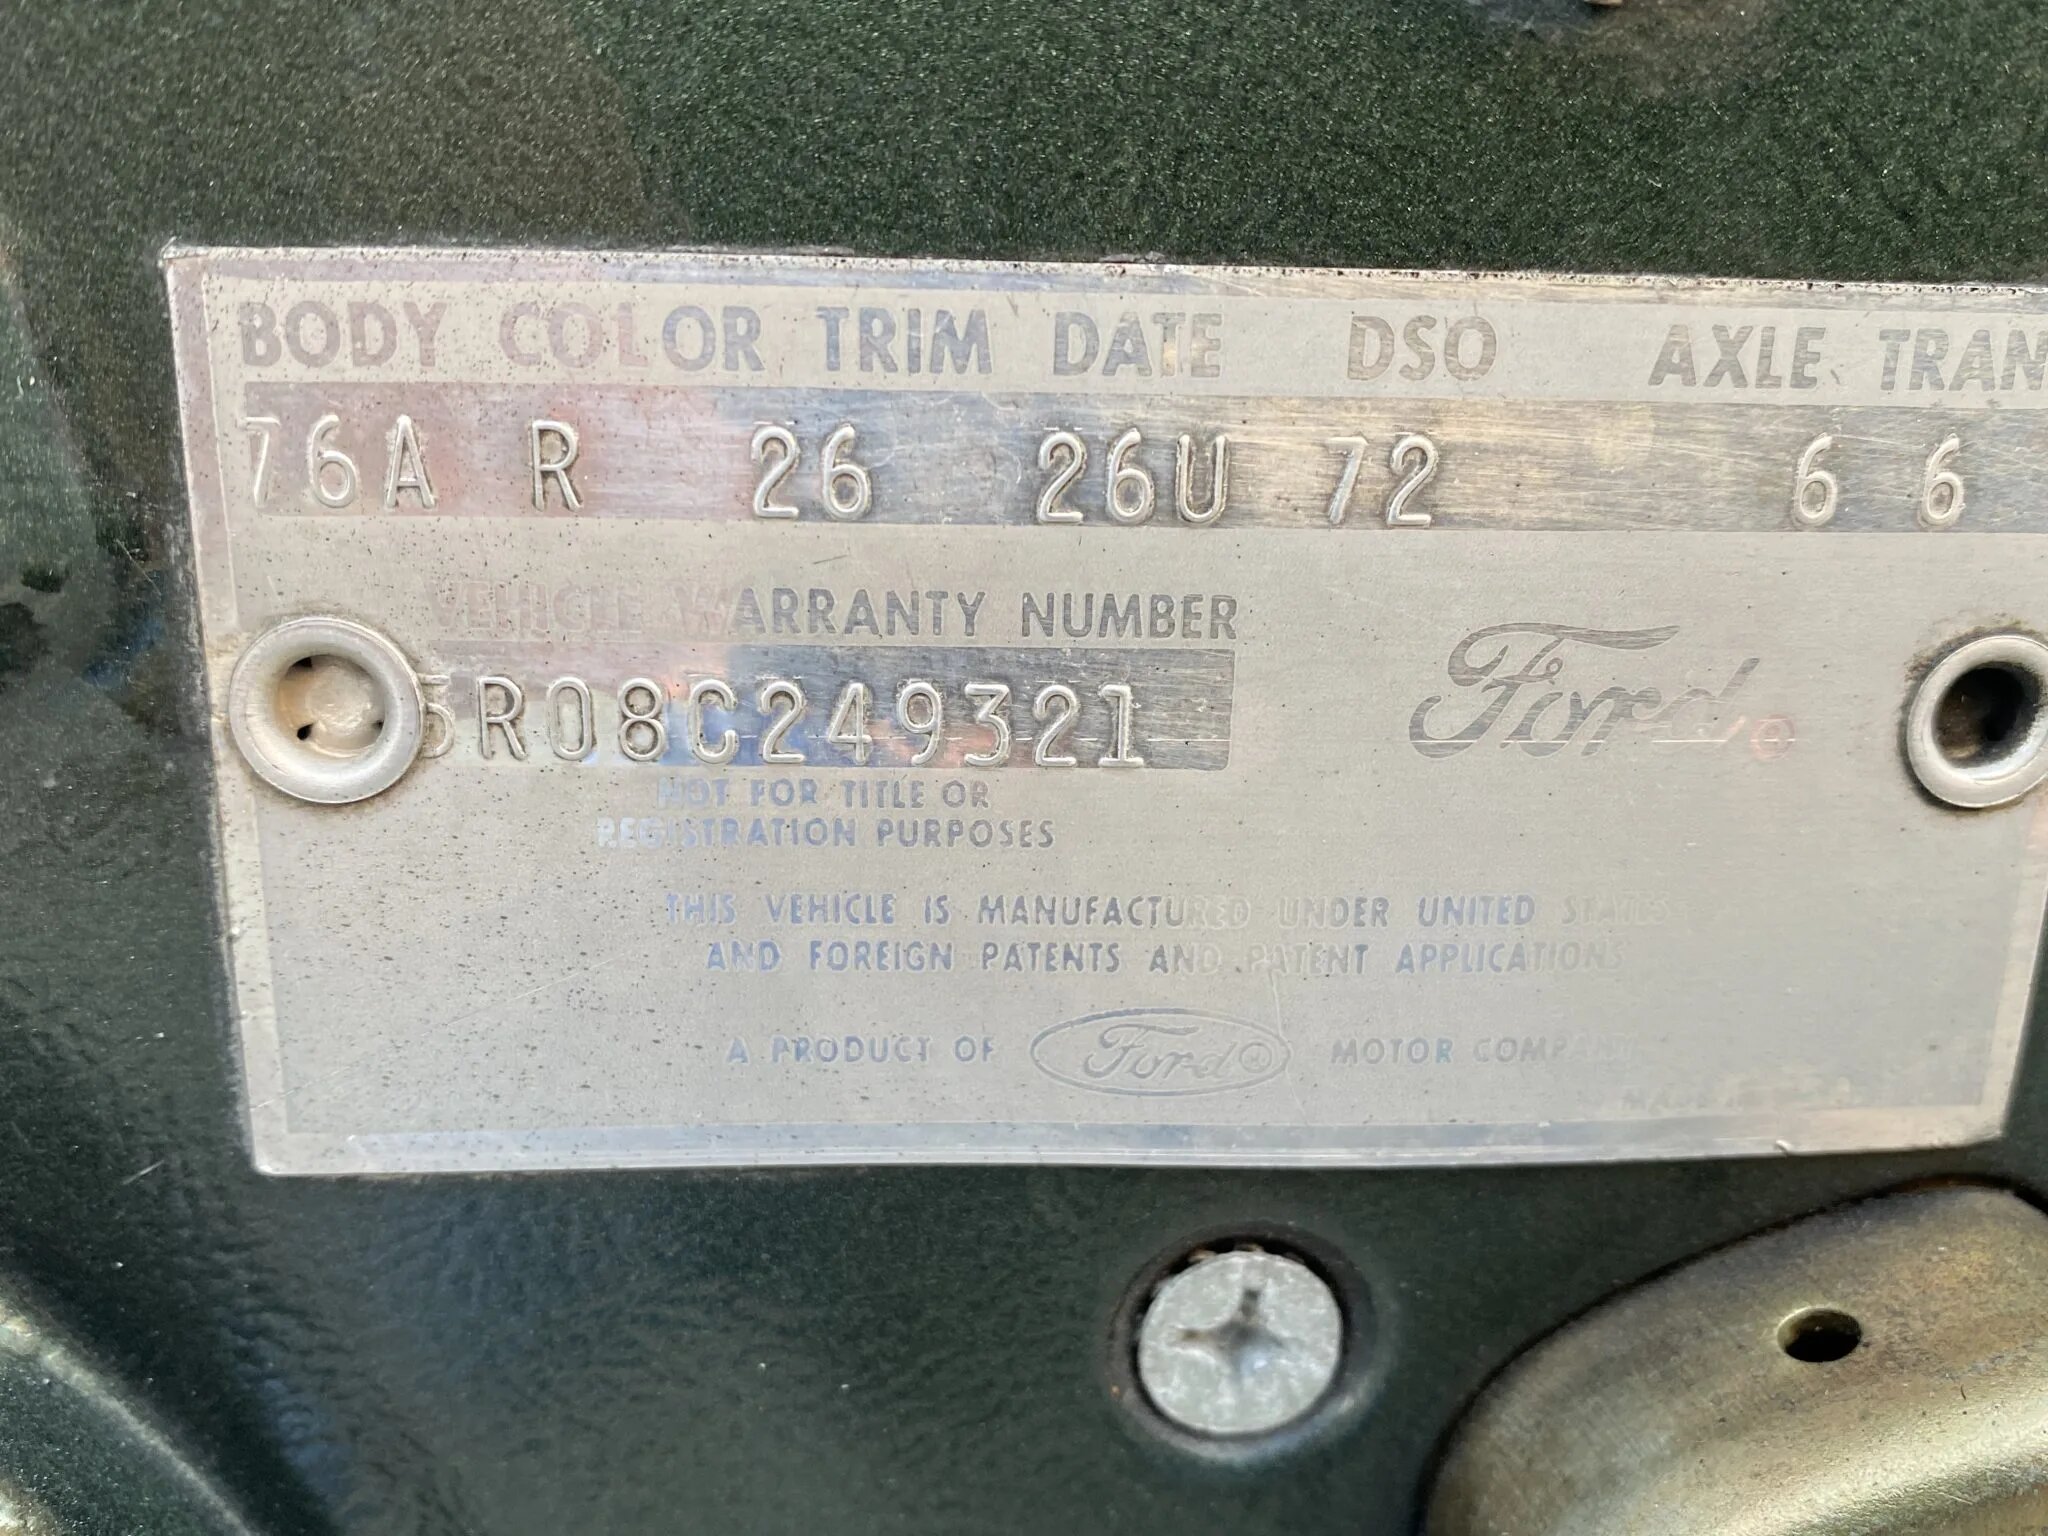 BODY COLOR TRIM DATE DSO AXLE TRAN
76A R 26 26U 72 6 6
VEHICLE WARRANTY NUMBER
5R08C249321
Ford
NOT FOR TITLE OR
REGISTRATION PURPOSES
THIS VEHICLE IS MANUFACTURED UNDER UNITED STATES
AND FOREIGN PATENTS AND PATENT APPLICATIONS
A PRODUCT OF Ford MOTOR COMPANY